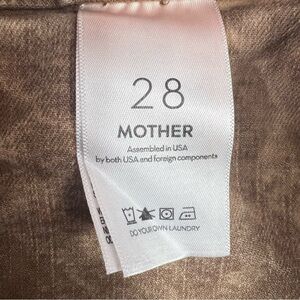 28
MOTHER
Assembled in USA
by both USA and foreign components
DO YOUR OWN LAUNDRY